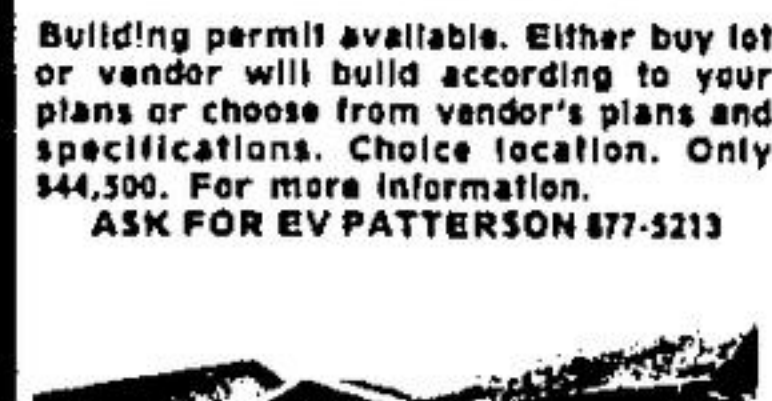 Building permit available. Either buy lot
or vendor will build according to your
plans or choose from vendor's plans and
specifications. Choice location. Only
$44,500. For more information.
ASK FOR EV PATTERSON 877-5213